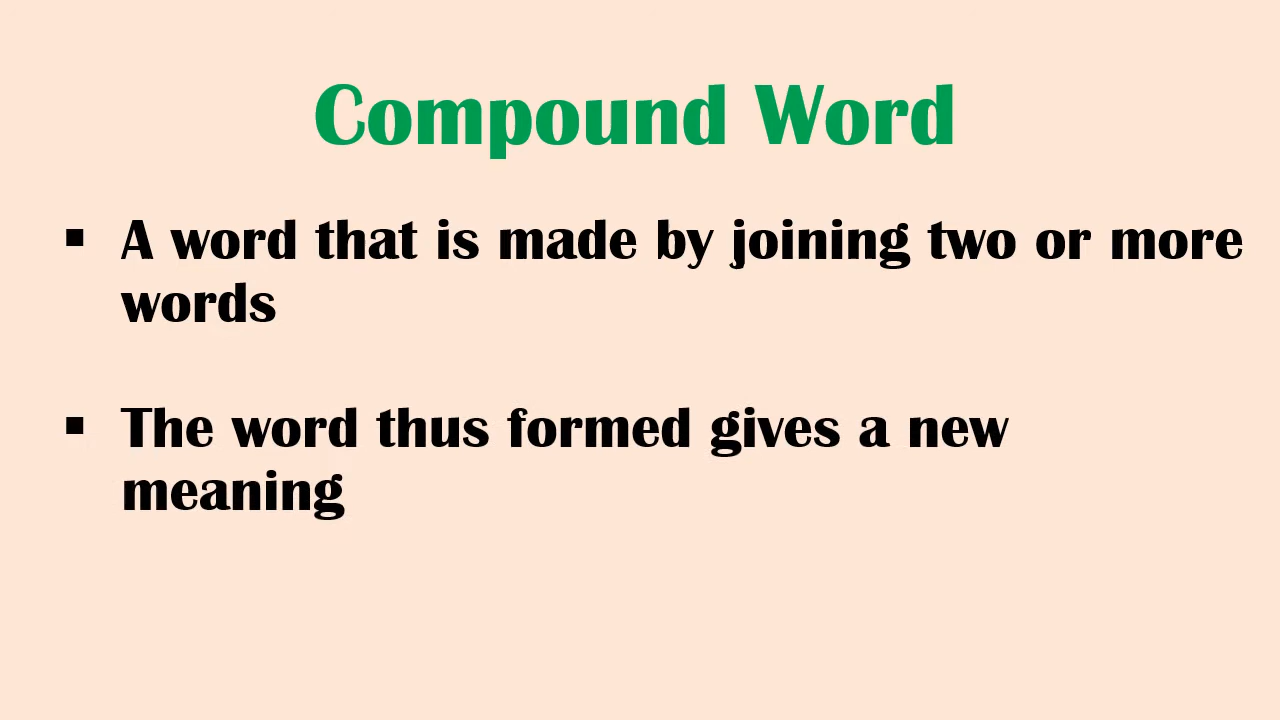 Compound Word
▪ A word that is made by joining two or more
words
▪ The word thus formed gives a new
meaning